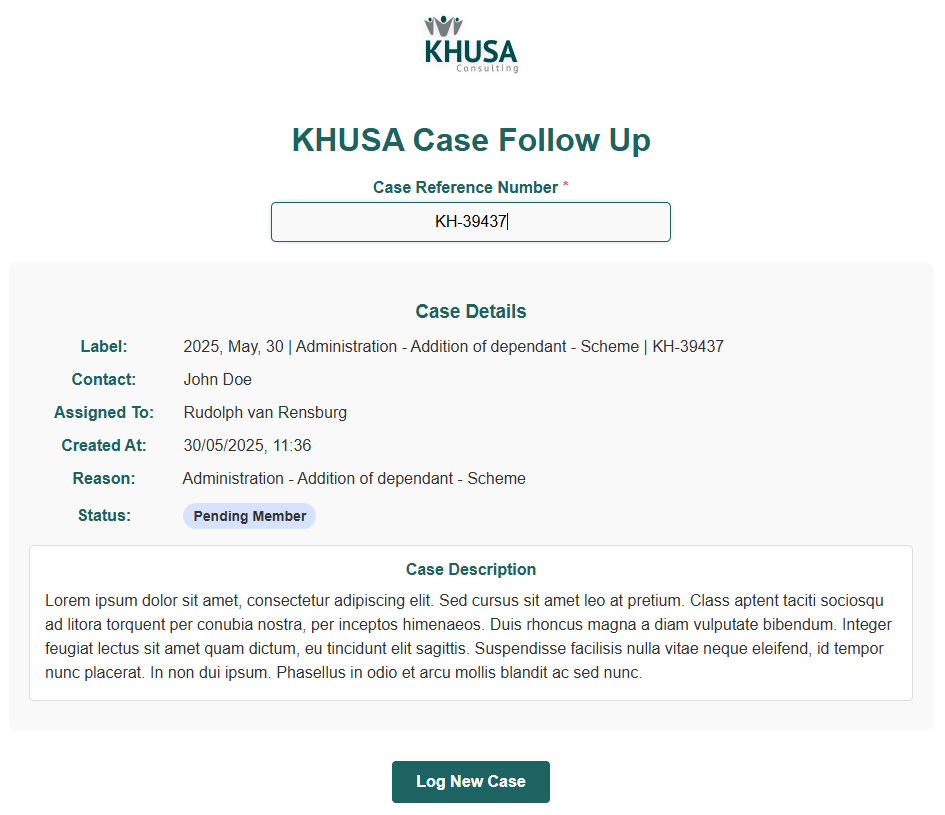 KHUSA
Consulting
KHUSA Case Follow Up
Case Reference Number *
KH-39437
Case Details
Label: 2025, May, 30 | Administration - Addition of dependant - Scheme | KH-39437
Contact: John Doe
Assigned To: Rudolph van Rensburg
Created At: 30/05/2025, 11:36
Reason: Administration - Addition of dependant - Scheme
Status: Pending Member
Case Description
Lorem ipsum dolor sit amet, consectetur adipiscing elit. Sed cursus sit amet leo at pretium. Class aptent taciti sociosqu
ad litora torquent per conubia nostra, per inceptos himenaeos. Duis rhoncus magna a diam vulputate bibendum. Integer
feugiat lectus sit amet quam dictum, eu tincidunt elit sagittis. Suspendisse facilisis nulla vitae neque eleifend, id tempor
nunc placerat. In non dui ipsum. Phasellus in odio et arcu mollis blandit ac sed nunc.
Log New Case